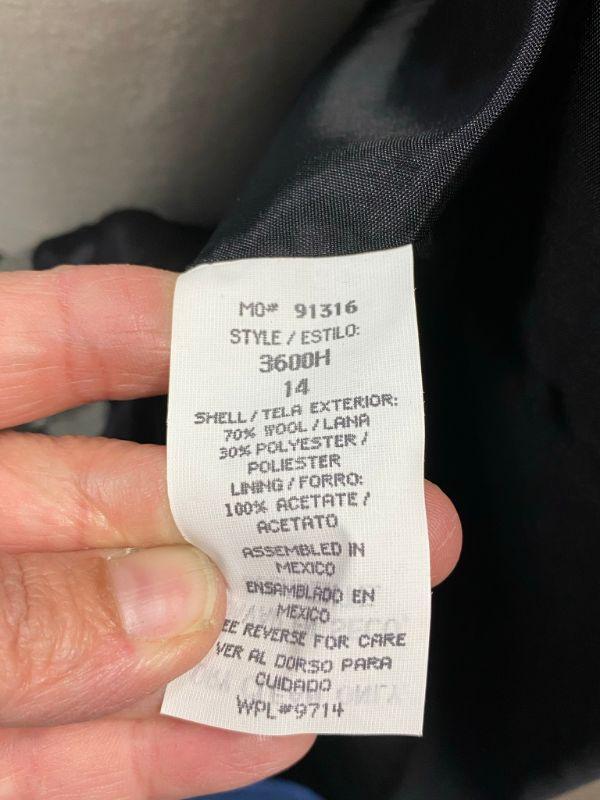 MO# 91316
STYLE / ESTILO:
3600H
14
SHELL / TELA EXTERIOR:
70% WOOL / LANA
30% POLYESTER /
POLIESTER
LINING / FORRO:
100% ACETATE /
ACETATO
ASSEMBLED IN
MEXICO
ENSAMBLADO EN
MEXICO
EE REVERSE FOR CARE
VER AL DORSO PARA
CUIDADO
WPL#9714